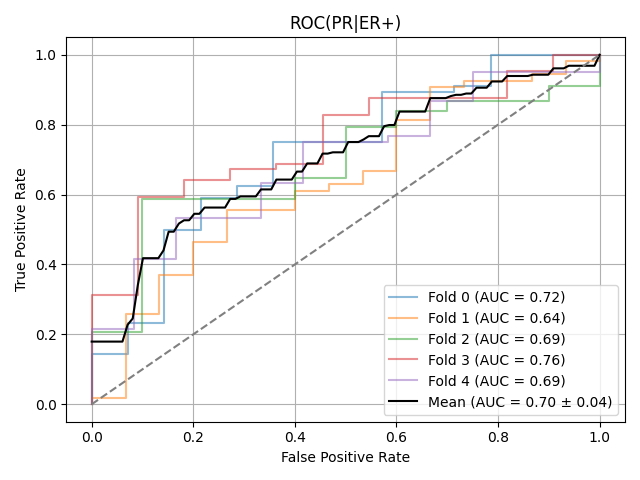 ROC(PR|ER+)
True Positive Rate
1.0
0.8
0.6
0.4
0.2
0.0
Fold 0 (AUC = 0.72)
Fold 1 (AUC = 0.64)
Fold 2 (AUC = 0.69)
Fold 3 (AUC = 0.76)
Fold 4 (AUC = 0.69)
Mean (AUC = 0.70 ± 0.04)
0.0 0.2 0.4 0.6 0.8 1.0
False Positive Rate